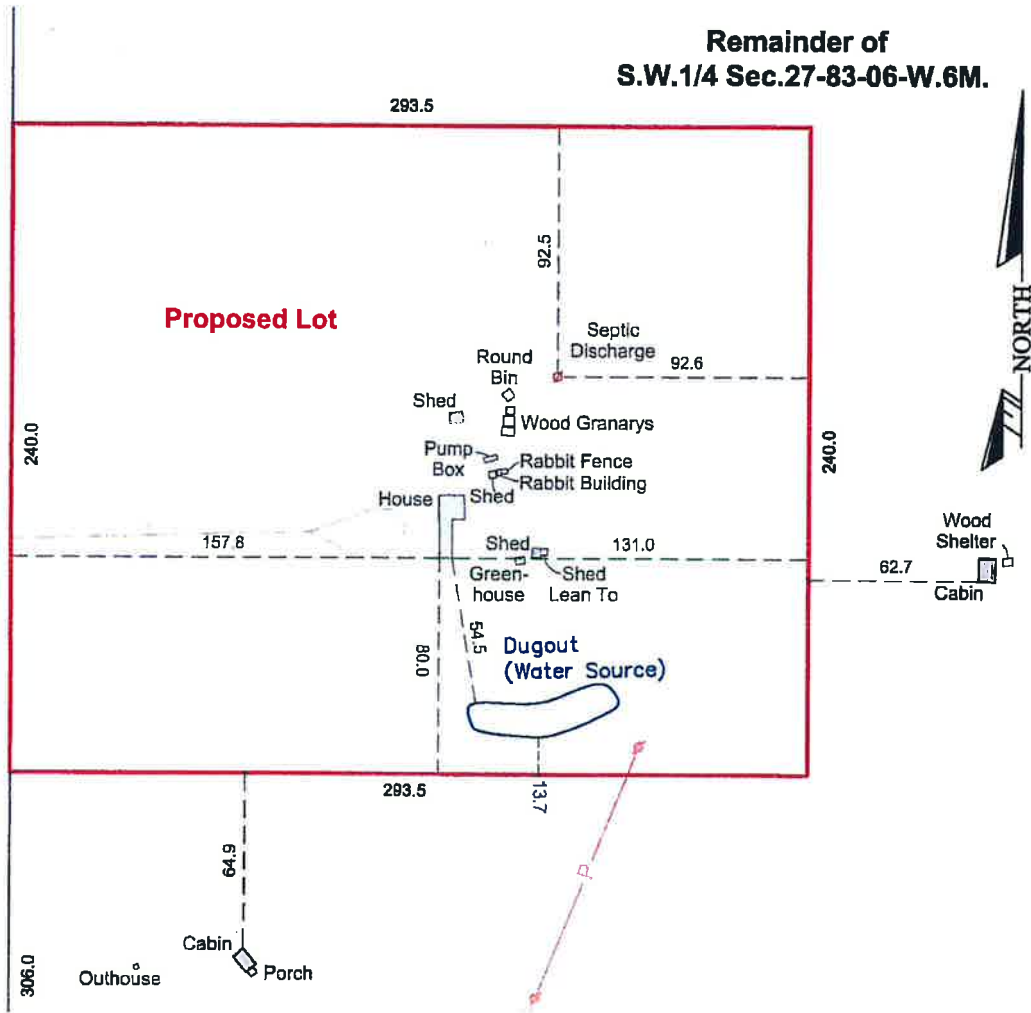 Remainder of
S.W.1/4 Sec.27-83-06-W.6M.
293.5
92.5
Proposed Lot
Septic
Discharge
92.6
Round
Bin
Shed
Wood Granarys
240.0
240.0
NORTH
Pump
Box
Rabbit Fence
Rabbit Building
House
Shed
157.8
Shed
131.0
Green-
house
Shed
Lean To
Wood
Shelter
62.7
Cabin
80.0
54.5
Dugout
(Water Source)
293.5
13.7
64.9
P
Cabin
Porch
Outhouse
306.0